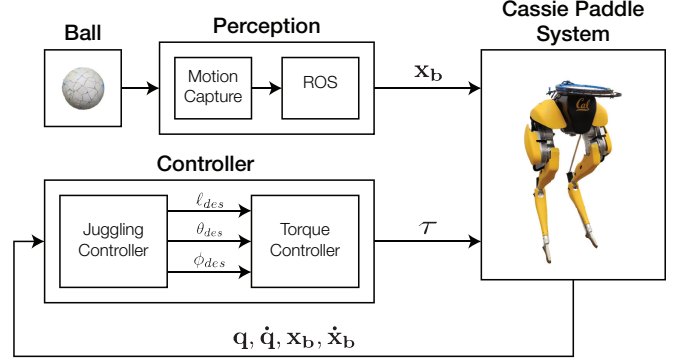 Ball
Perception
Cassie Paddle
System
Motion
Capture
ROS
x_b
Cal
Controller
Juggling
Controller
ℓ_des
θ_des
ϕ_des
Torque
Controller
τ
q, q̇, x_b, ẋ_b